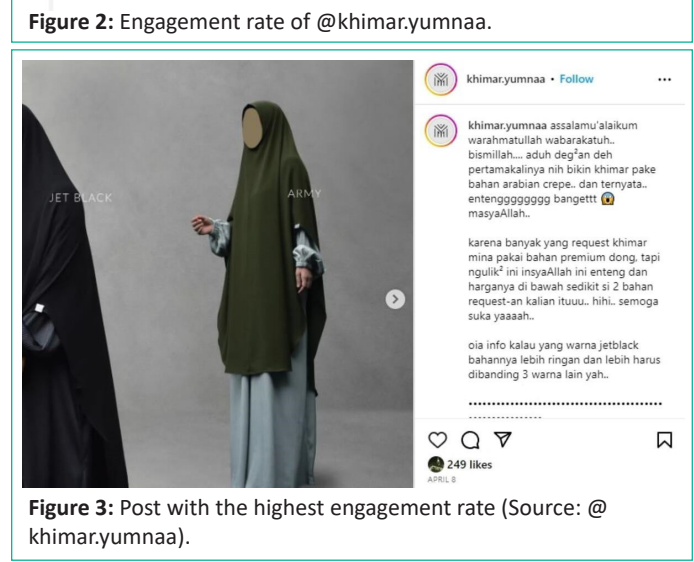 Figure 2: Engagement rate of @khimar.yumnaa.
JET BLACK
ARMY
khimar.yumnaa • Follow
khimar.yumnaa assalamu'alaikum
warahmatullah wabarakatuh..
bismillah.... aduh deg²an deh
pertamakalinya nih bikin khimar pake
bahan arabian crepe.. dan ternyata..
entengggggggg bangettt 😱
masyaAllah..
karena banyak yang request khimar
mina pakai bahan premium dong, tapi
ngulik² ini insyaAllah ini enteng dan
harganya di bawah sedikit si 2 bahan
request-an kalian ituuu.. hihi.. semoga
suka yaaaah..
oia info kalau yang warna jetblack
bahannya lebih ringan dan lebih harus
dibanding 3 warna lain yah..
249 likes
APRIL 8
Figure 3: Post with the highest engagement rate (Source: @
khimar.yumnaa).